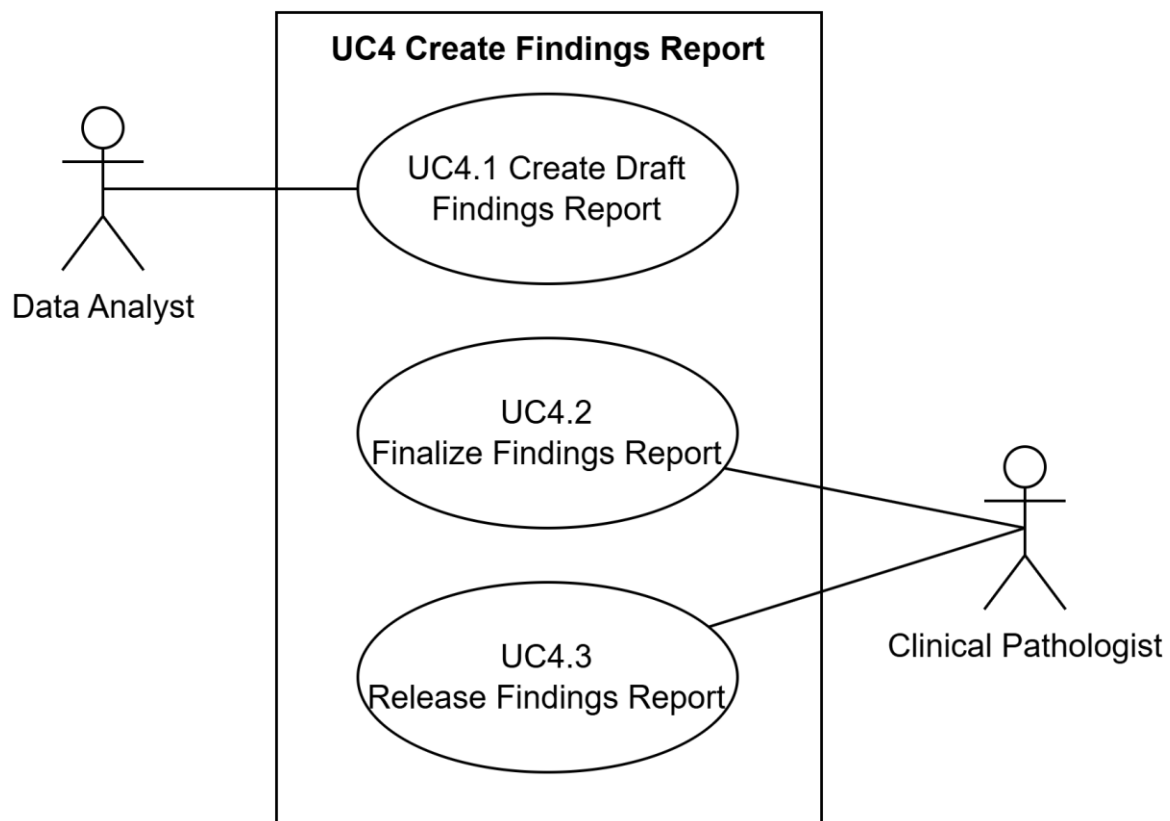 UC4 Create Findings Report
UC4.1 Create Draft
Findings Report
Data Analyst
UC4.2
Finalize Findings Report
UC4.3
Release Findings Report
Clinical Pathologist